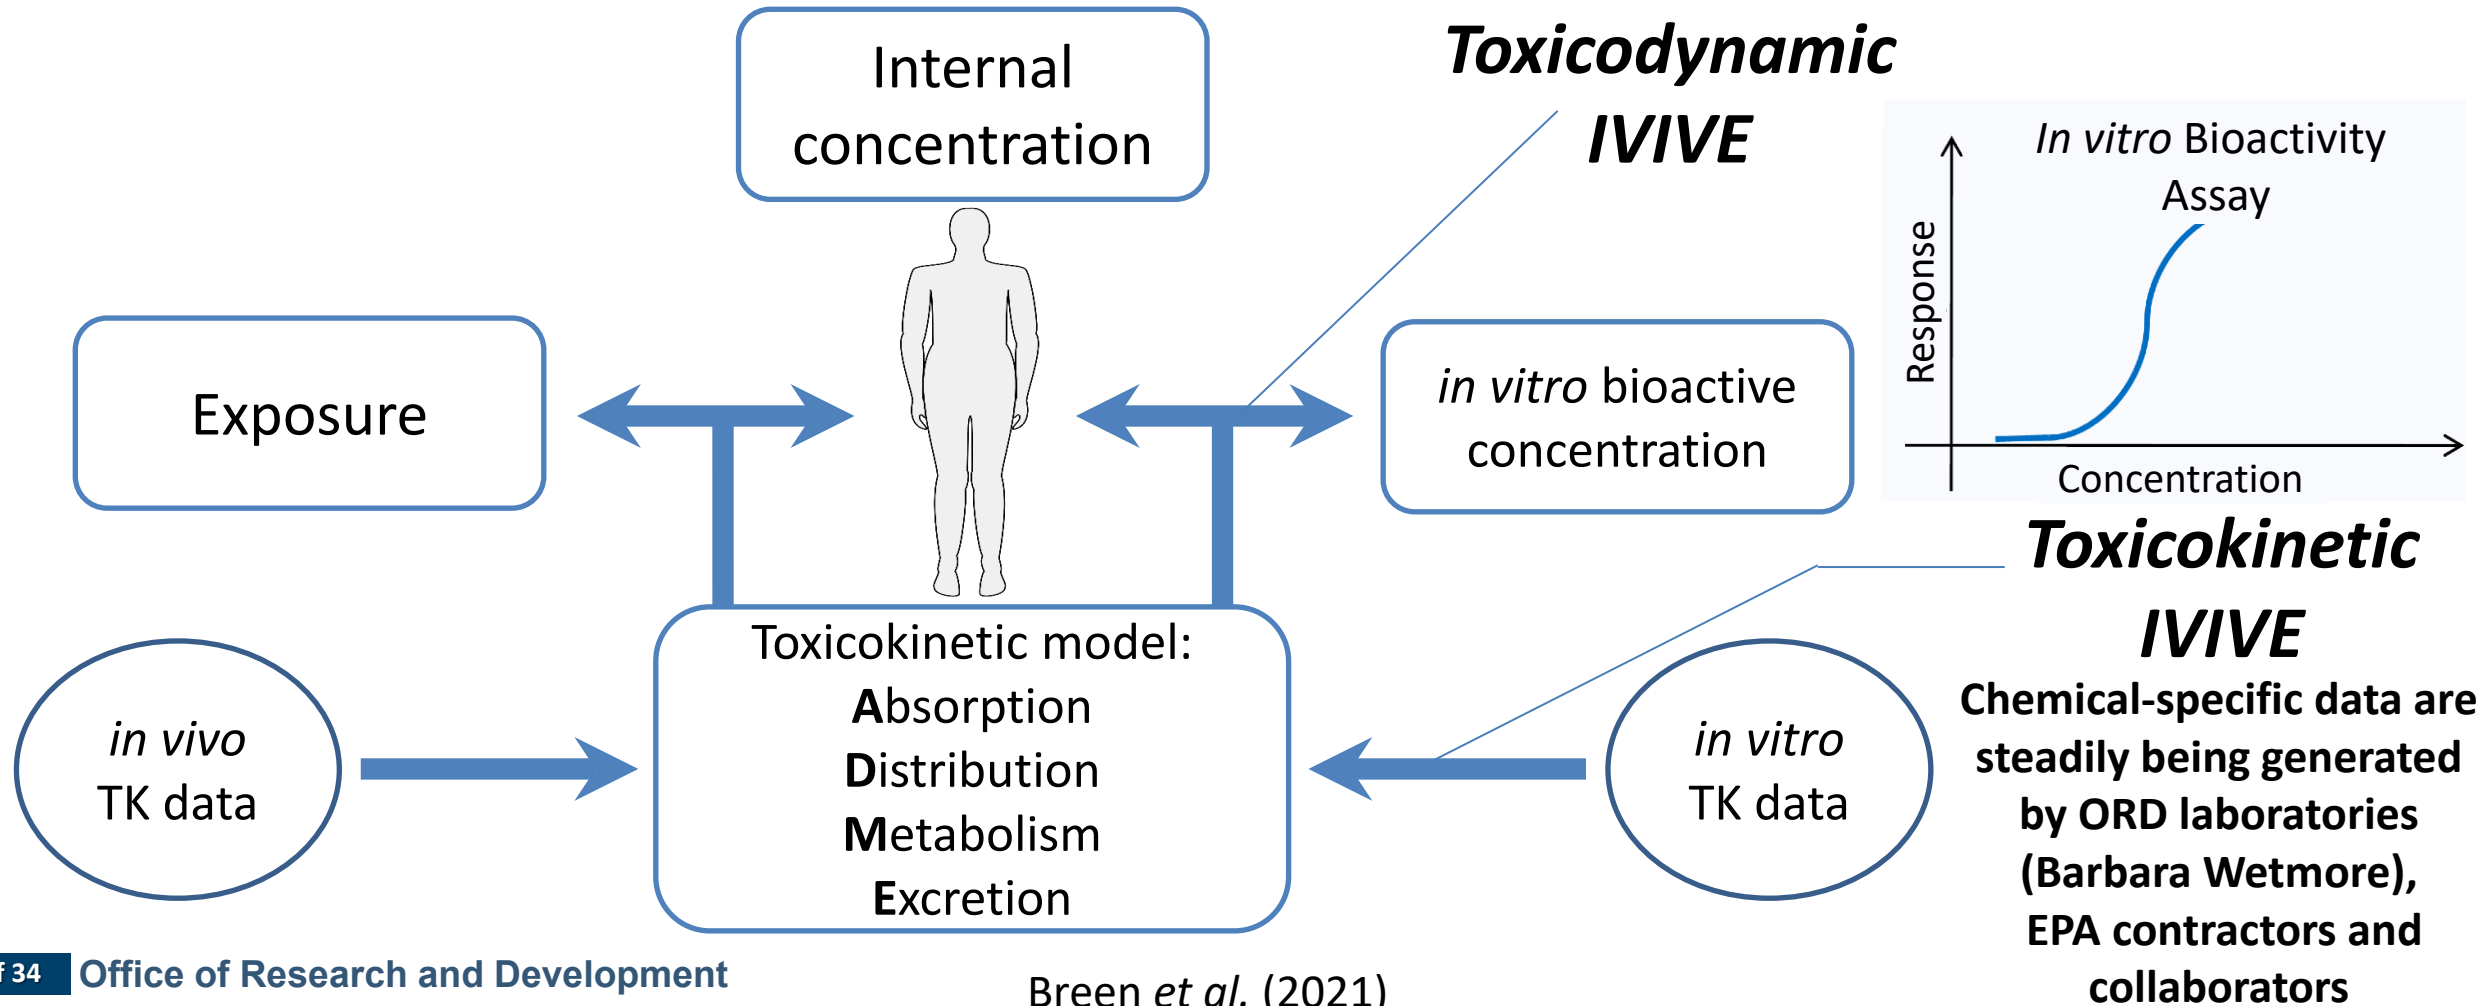 Internal
concentration
Toxicodynamic
IVIVE
In vitro Bioactivity
Assay
Response
Concentration
Exposure
in vitro bioactive
concentration
Toxicokinetic
IVIVE
Chemical-specific data are
steadily being generated
by ORD laboratories
(Barbara Wetmore),
EPA contractors and
collaborators
in vivo
TK data
Toxicokinetic model:
Absorption
Distribution
Metabolism
Excretion
in vitro
TK data
34
Office of Research and Development
Breen et al. (2021)